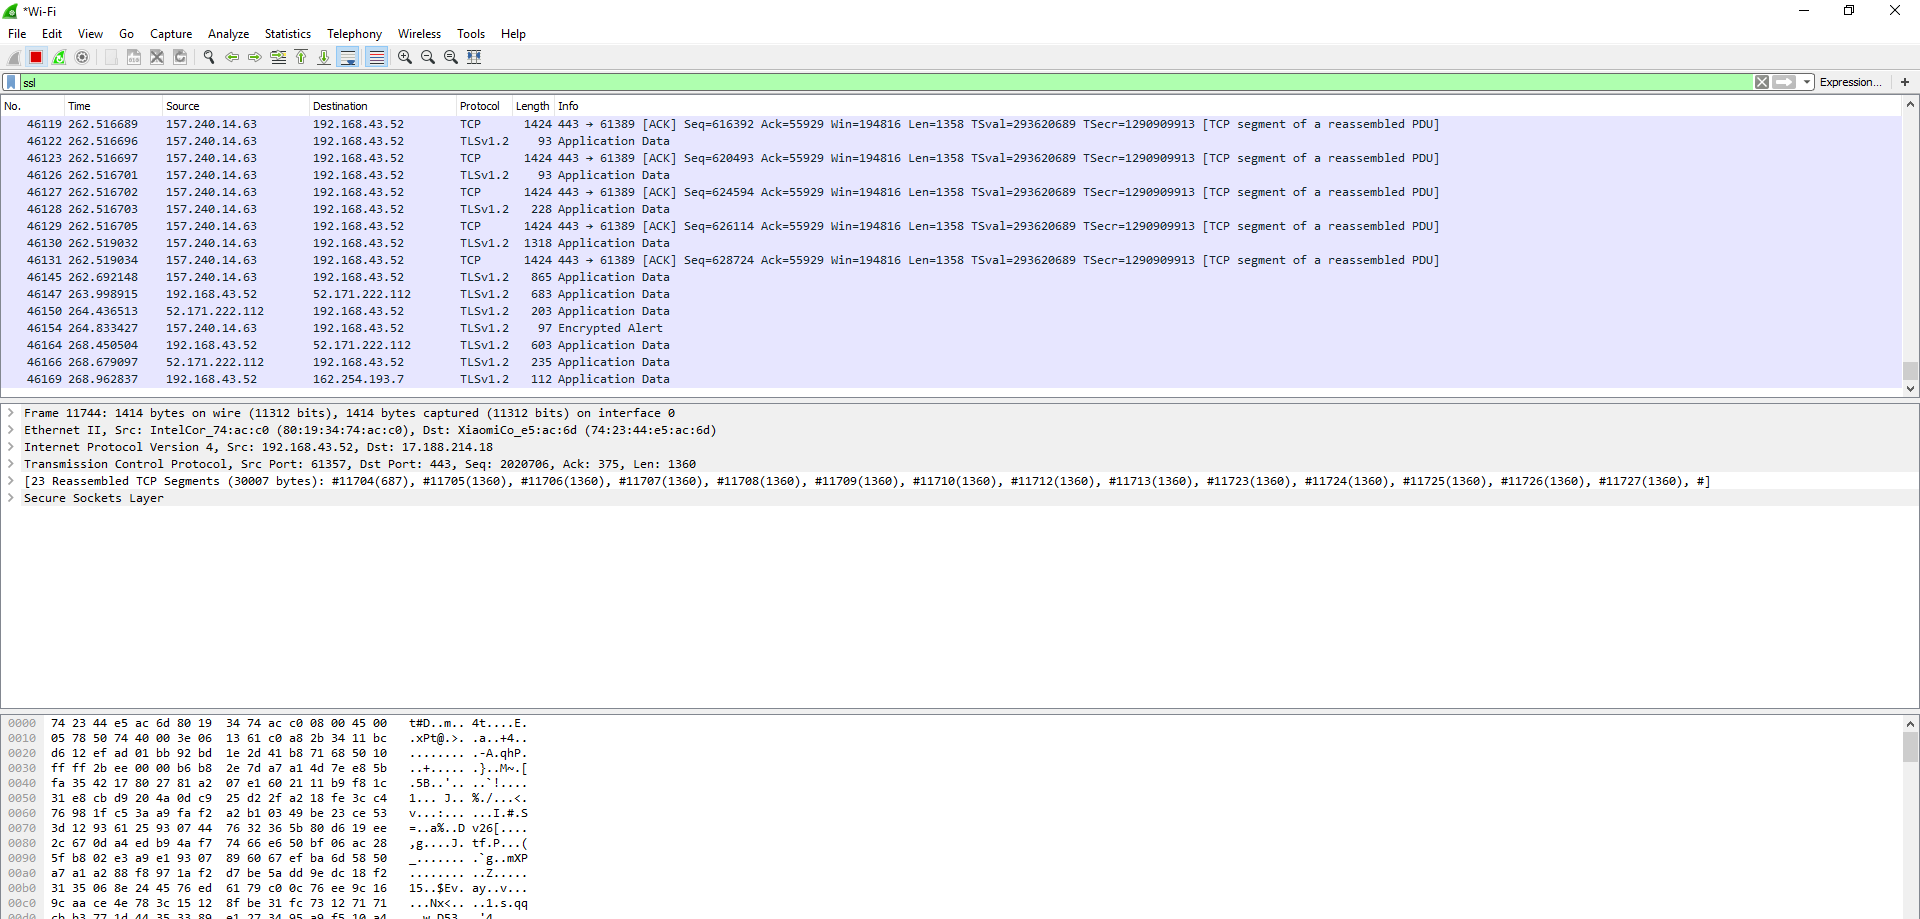 *Wi-Fi
File Edit View Go Capture Analyze Statistics Telephony Wireless Tools Help
ssl Expression... +
No. Time Source Destination Protocol Length Info
46119 262.516689 157.240.14.63 192.168.43.52 TCP 1424 443 → 61389 [ACK] Seq=616392 Ack=55929 Win=194816 Len=1358 TSval=293620689 TSecr=1290909913 [TCP segment of a reassembled PDU]
46122 262.516696 157.240.14.63 192.168.43.52 TLSv1.2 93 Application Data
46123 262.516697 157.240.14.63 192.168.43.52 TCP 1424 443 → 61389 [ACK] Seq=620493 Ack=55929 Win=194816 Len=1358 TSval=293620689 TSecr=1290909913 [TCP segment of a reassembled PDU]
46126 262.516701 157.240.14.63 192.168.43.52 TLSv1.2 93 Application Data
46127 262.516702 157.240.14.63 192.168.43.52 TCP 1424 443 → 61389 [ACK] Seq=624594 Ack=55929 Win=194816 Len=1358 TSval=293620689 TSecr=1290909913 [TCP segment of a reassembled PDU]
46128 262.516703 157.240.14.63 192.168.43.52 TLSv1.2 228 Application Data
46129 262.516705 157.240.14.63 192.168.43.52 TCP 1424 443 → 61389 [ACK] Seq=626114 Ack=55929 Win=194816 Len=1358 TSval=293620689 TSecr=1290909913 [TCP segment of a reassembled PDU]
46130 262.519032 157.240.14.63 192.168.43.52 TLSv1.2 1318 Application Data
46131 262.519034 157.240.14.63 192.168.43.52 TCP 1424 443 → 61389 [ACK] Seq=628724 Ack=55929 Win=194816 Len=1358 TSval=293620689 TSecr=1290909913 [TCP segment of a reassembled PDU]
46145 262.692148 157.240.14.63 192.168.43.52 TLSv1.2 865 Application Data
46147 263.998915 192.168.43.52 52.171.222.112 TLSv1.2 683 Application Data
46150 264.436513 52.171.222.112 192.168.43.52 TLSv1.2 203 Application Data
46154 264.833427 157.240.14.63 192.168.43.52 TLSv1.2 97 Encrypted Alert
46164 268.450504 192.168.43.52 52.171.222.112 TLSv1.2 603 Application Data
46166 268.679097 52.171.222.112 192.168.43.52 TLSv1.2 235 Application Data
46169 268.962837 192.168.43.52 162.254.193.7 TLSv1.2 112 Application Data
Frame 11744: 1414 bytes on wire (11312 bits), 1414 bytes captured (11312 bits) on interface 0
Ethernet II, Src: IntelCor_74:ac:c0 (80:19:34:74:ac:c0), Dst: XiaomiCo_e5:ac:6d (74:23:44:e5:ac:6d)
Internet Protocol Version 4, Src: 192.168.43.52, Dst: 17.188.214.18
Transmission Control Protocol, Src Port: 61357, Dst Port: 443, Seq: 2020706, Ack: 375, Len: 1360
[23 Reassembled TCP Segments (30007 bytes): #11704(687), #11705(1360), #11706(1360), #11707(1360), #11708(1360), #11709(1360), #11710(1360), #11712(1360), #11713(1360), #11723(1360), #11724(1360), #11725(1360), #11726(1360), #11727(1360), #]
Secure Sockets Layer
0000 74 23 44 e5 ac 6d 80 19 34 74 ac c0 08 00 45 00 t#D..m.. 4t....E.
0010 05 78 50 74 40 00 3e 06 13 61 c0 a8 2b 34 11 bc .xPt@.>. .a..+4..
0020 d6 12 ef ad 01 bb 92 bd 1e 2d 41 b8 71 68 50 10 ........ .-A.qhP.
0030 ff ff 2b ee 00 00 b6 b8 2e 7d a7 a1 4d 7e e8 5b ..+..... .}..M~.[
0040 fa 35 42 17 80 27 81 a2 07 e1 60 21 11 b9 f8 1c .5B..'.. ..`!....
0050 31 e8 cb d9 20 4a 0d c9 25 d2 2f a2 18 fe 3c c4 1... J.. %./...<.
0060 76 98 1f c5 3a a9 fa f2 a2 b1 03 49 be 23 ce 53 v...:... ...I.#.S
0070 3d 12 93 61 25 93 07 44 76 32 36 5b 80 d6 19 ee =..a%..D v26[....
0080 2c 67 0d a4 ed b9 4a f7 74 66 e6 50 bf 06 ac 28 ,g....J. tf.P...(
0090 5f b8 02 e3 a9 e1 93 07 89 60 67 ef ba 6d 58 50 _....... .`g..mXP
00a0 a7 a1 a2 88 f8 97 1a f2 d7 be 5a dd 9e dc 18 f2 ........ ..Z.....
00b0 31 35 06 8e 24 45 76 ed 61 79 c0 0c 76 ee 9c 16 15..$Ev. ay..v...
00c0 9c aa ce 4e 78 3c 15 12 8f be 31 fc 73 12 71 71 ...Nx<.. ..1.s.qq